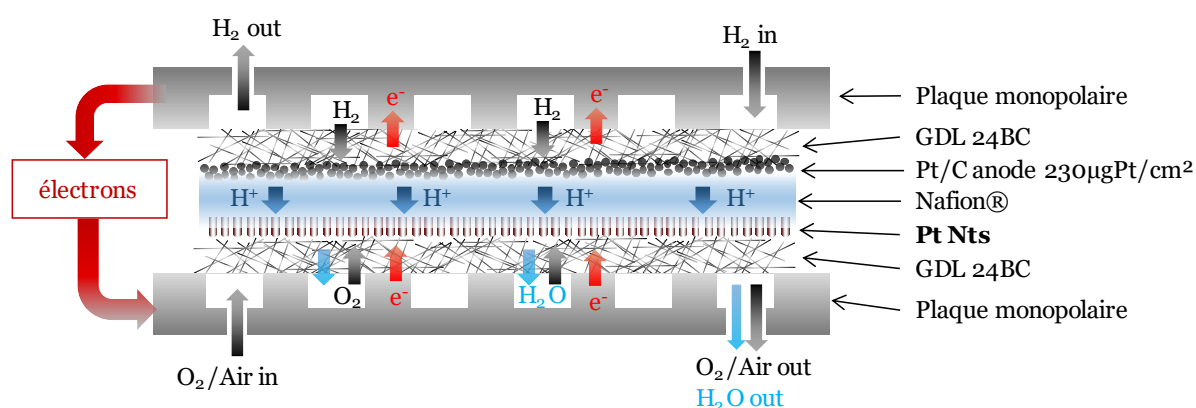 H₂ out
H₂ in
Plaque monopolaire
H₂
e⁻
H₂
e⁻
GDL 24BC
Pt/C anode 230µgPt/cm²
électrons
H⁺
H⁺
H⁺
H⁺
Nafion®
Pt Nts
GDL 24BC
O₂
e⁻
H₂O
e⁻
Plaque monopolaire
O₂/Air in
O₂/Air out
H₂O out